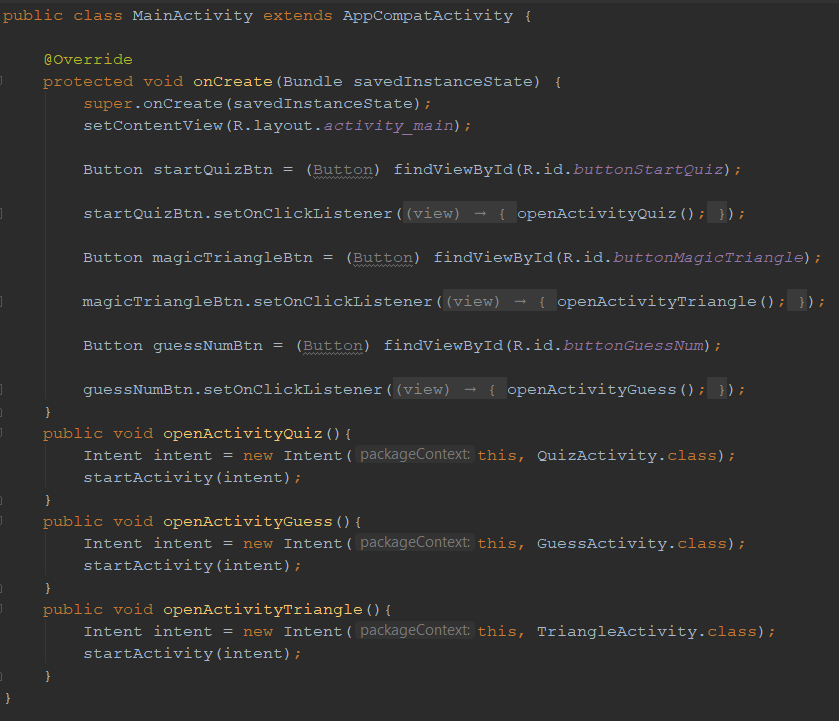 public class MainActivity extends AppCompatActivity {
@Override
protected void onCreate(Bundle savedInstanceState) {
super.onCreate(savedInstanceState);
setContentView(R.layout.activity_main);
Button startQuizBtn = (Button) findViewById(R.id.buttonStartQuiz);
startQuizBtn.setOnClickListener((view) → { openActivityQuiz(); });
Button magicTriangleBtn = (Button) findViewById(R.id.buttonMagicTriangle);
magicTriangleBtn.setOnClickListener((view) → { openActivityTriangle(); });
Button guessNumBtn = (Button) findViewById(R.id.buttonGuessNum);
guessNumBtn.setOnClickListener((view) → { openActivityGuess(); });
}
public void openActivityQuiz(){
Intent intent = new Intent( packageContext: this, QuizActivity.class);
startActivity(intent);
}
public void openActivityGuess(){
Intent intent = new Intent( packageContext: this, GuessActivity.class);
startActivity(intent);
}
public void openActivityTriangle(){
Intent intent = new Intent( packageContext: this, TriangleActivity.class);
startActivity(intent);
}
}